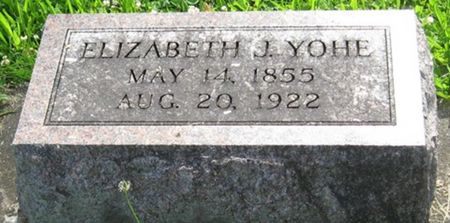 ELIZABETH J. YOHE
MAY 14, 1855
AUG. 20, 1922